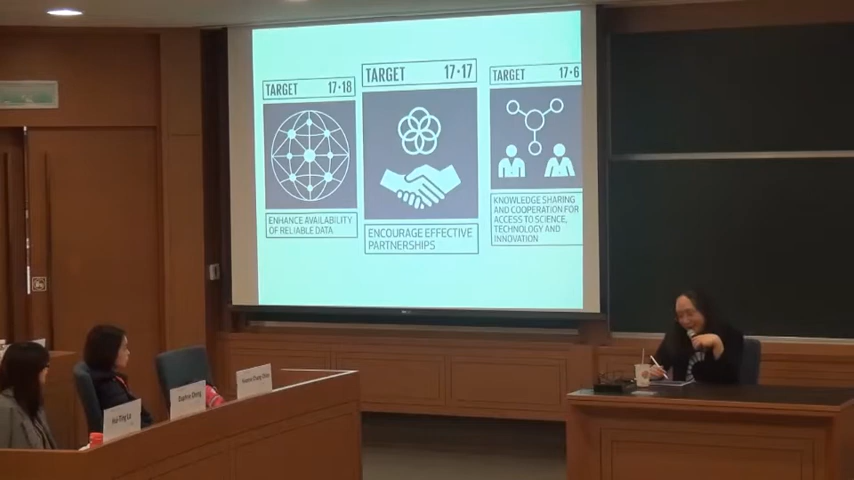 TARGET 17·18
ENHANCE AVAILABILITY
OF RELIABLE DATA
TARGET 17·17
ENCOURAGE EFFECTIVE
PARTNERSHIPS
TARGET 17·6
KNOWLEDGE SHARING
AND COOPERATION FOR
ACCESS TO SCIENCE,
TECHNOLOGY AND
INNOVATION